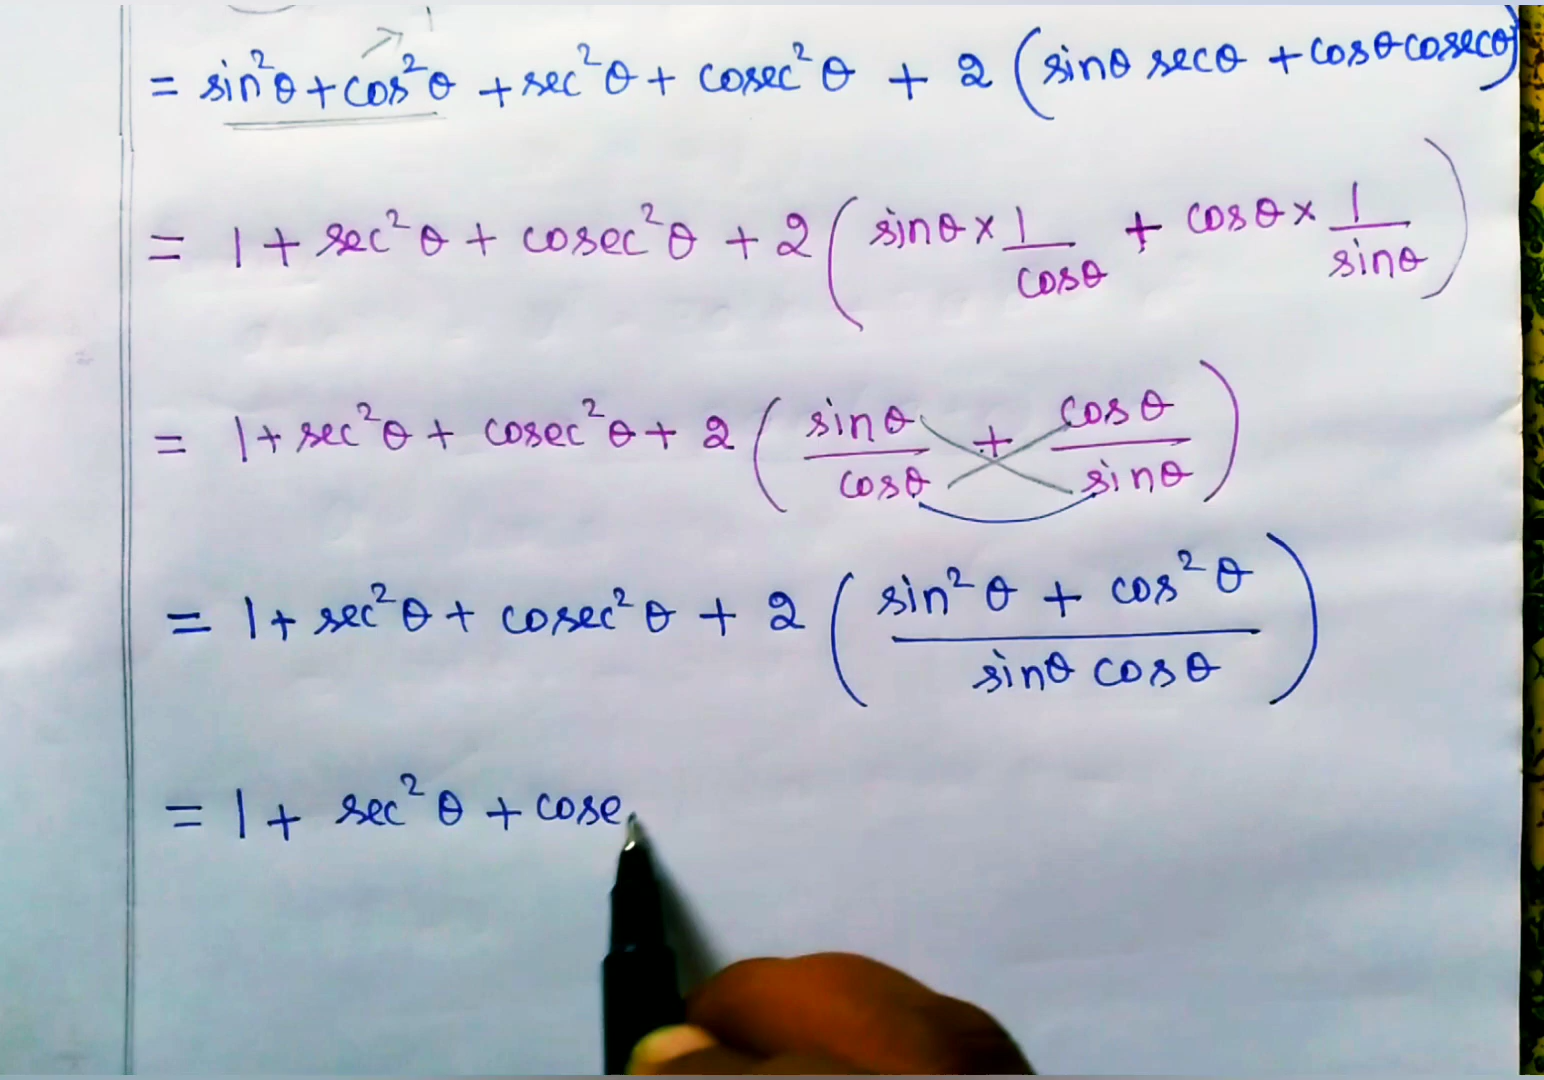 = sin²θ + cos²θ + sec²θ + cosec²θ + 2 (sinθ secθ + cosθ cosecθ)
= 1 + sec²θ + cosec²θ + 2 (sinθ × 1/cosθ + cosθ × 1/sinθ)
= 1 + sec²θ + cosec²θ + 2 (sinθ/cosθ + cosθ/sinθ)
= 1 + sec²θ + cosec²θ + 2 (sin²θ + cos²θ/sinθ cosθ)
= 1 + sec²θ + cose